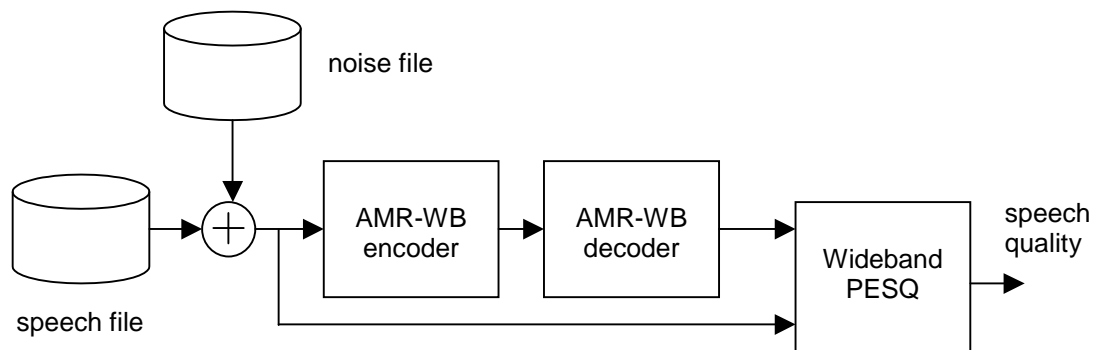 noise file
speech file
AMR-WB
encoder
AMR-WB
decoder
Wideband
PESQ
speech
quality